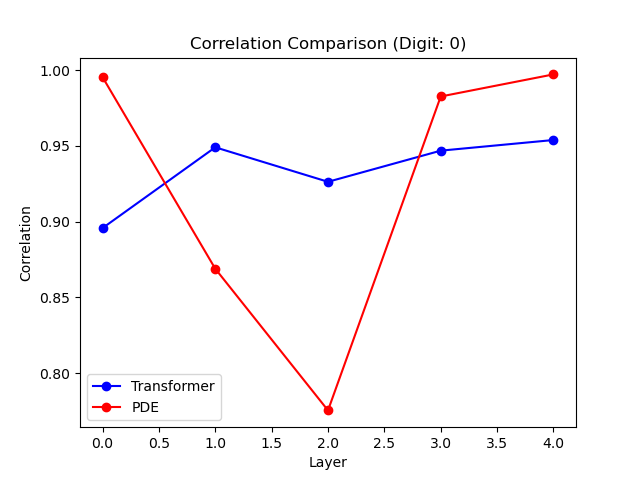 Correlation Comparison (Digit: 0)
1.00
0.95
0.90
0.85
0.80
Correlation
Transformer
PDE
0.0 0.5 1.0 1.5 2.0 2.5 3.0 3.5 4.0
Layer